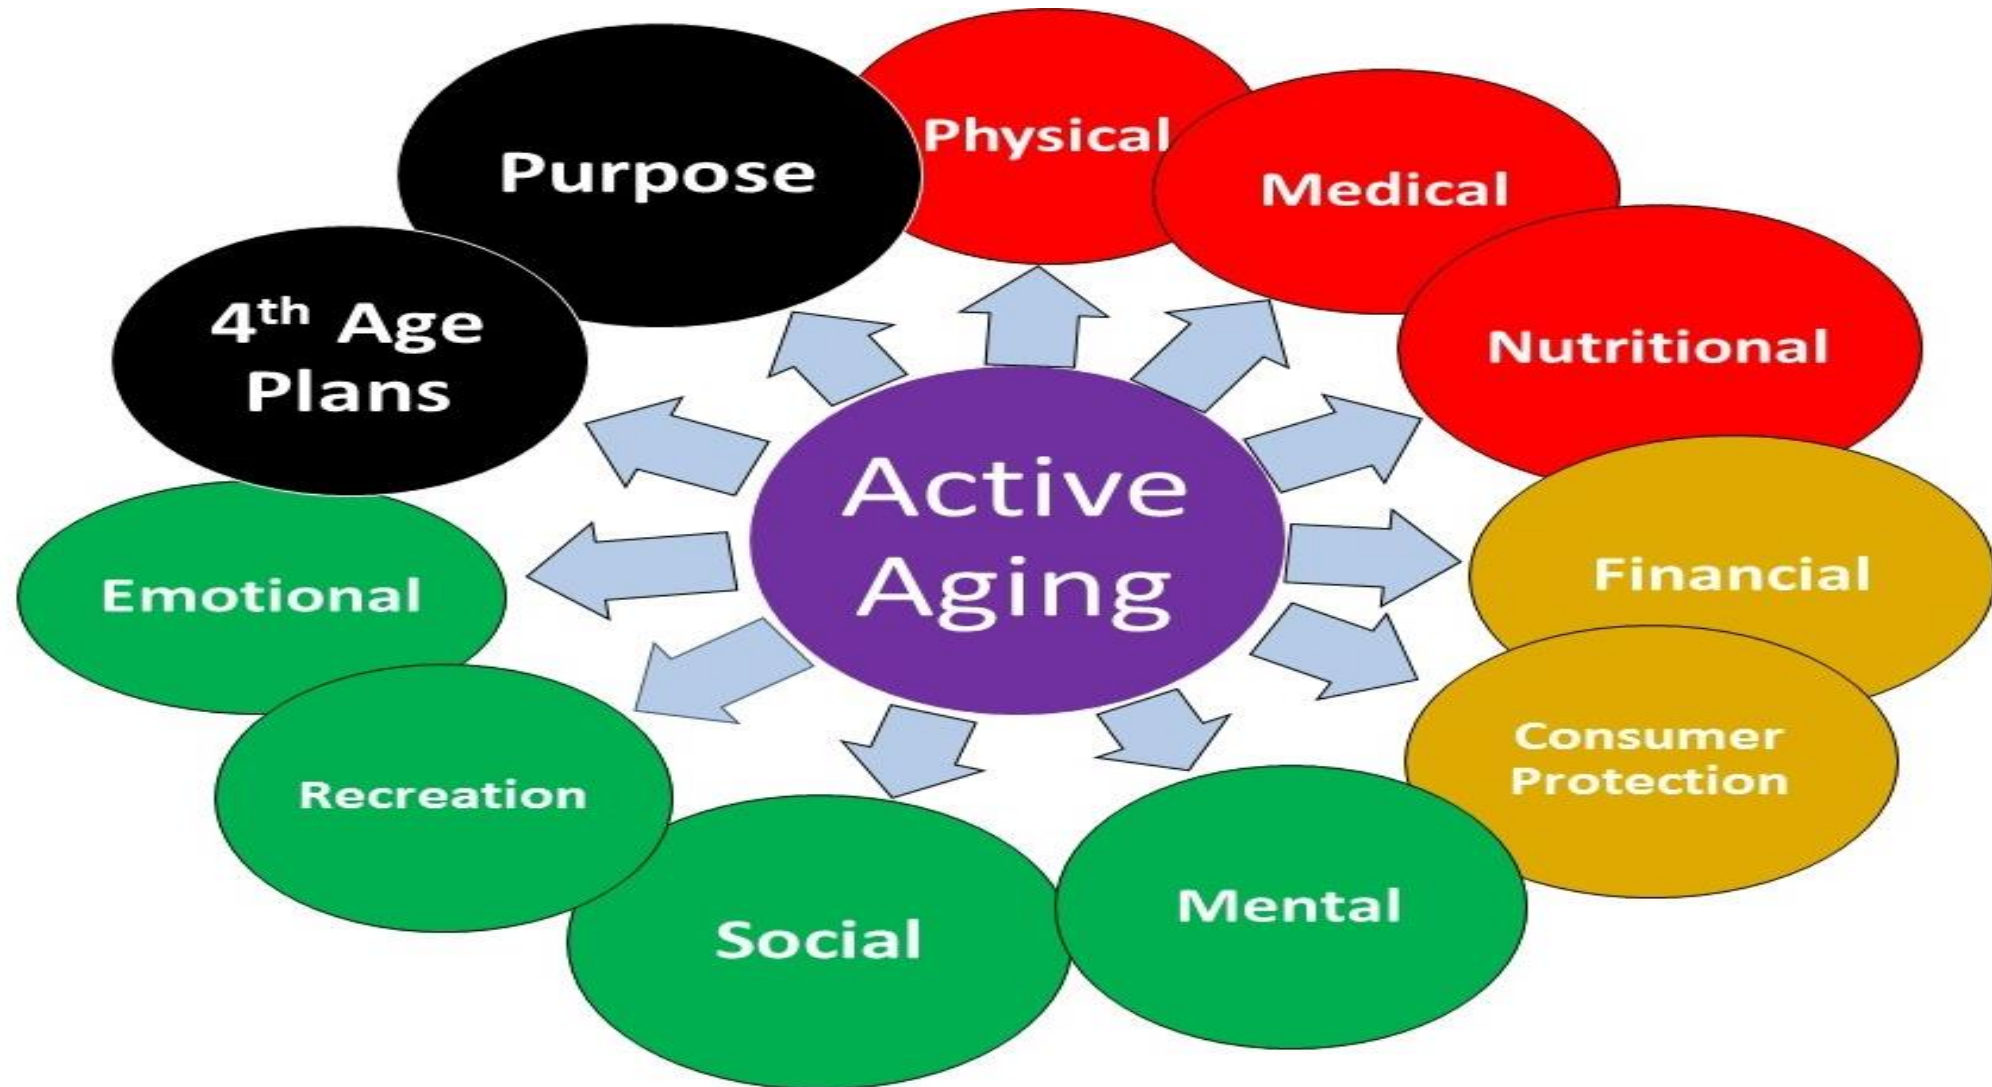 Purpose
Physical
Medical
Nutritional
Financial
Consumer
Protection
Mental
Social
Recreation
Emotional
4th Age
Plans
Active
Aging